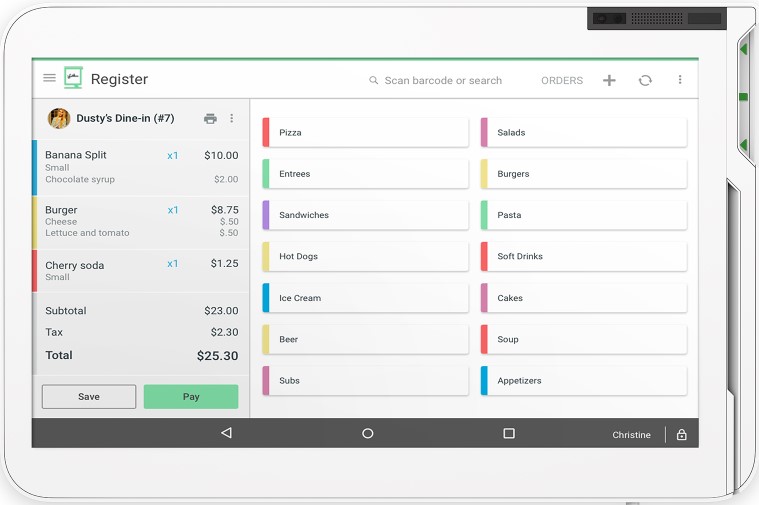 Register
Scan barcode or search
ORDERS
Dusty's Dine-in (#7)
Banana Split x1 $10.00
Small
Chocolate syrup $2.00
Burger x1 $8.75
Cheese $.50
Lettuce and tomato $.50
Cherry soda x1 $1.25
Small
Subtotal $23.00
Tax $2.30
Total $25.30
Save Pay
Pizza Salads
Entrees Burgers
Sandwiches Pasta
Hot Dogs Soft Drinks
Ice Cream Cakes
Beer Soup
Subs Appetizers
Christine